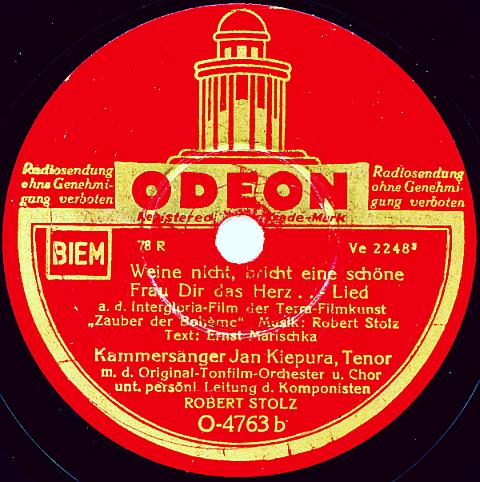 Radiosendung
ohne Genehmi-
gung verboten
ODEON
Registered Trade-Mark
Radiosendung
ohne Genehmi-
gung verboten
BIEM
78 R
Ve 2248³
Weine nicht, bricht eine schöne
Frau Dir das Herz . . - Lied
a. d. Intergloria-Film der Terra-Filmkunst
„Zauber der Bohème" Musik: Robert Stolz
Text: Ernst Marischka
Kammersänger Jan Kiepura, Tenor
m. d. Original-Tonfilm-Orchester u. Chor
unt. persönl. Leitung d. Komponisten
ROBERT STOLZ
O-4763 b